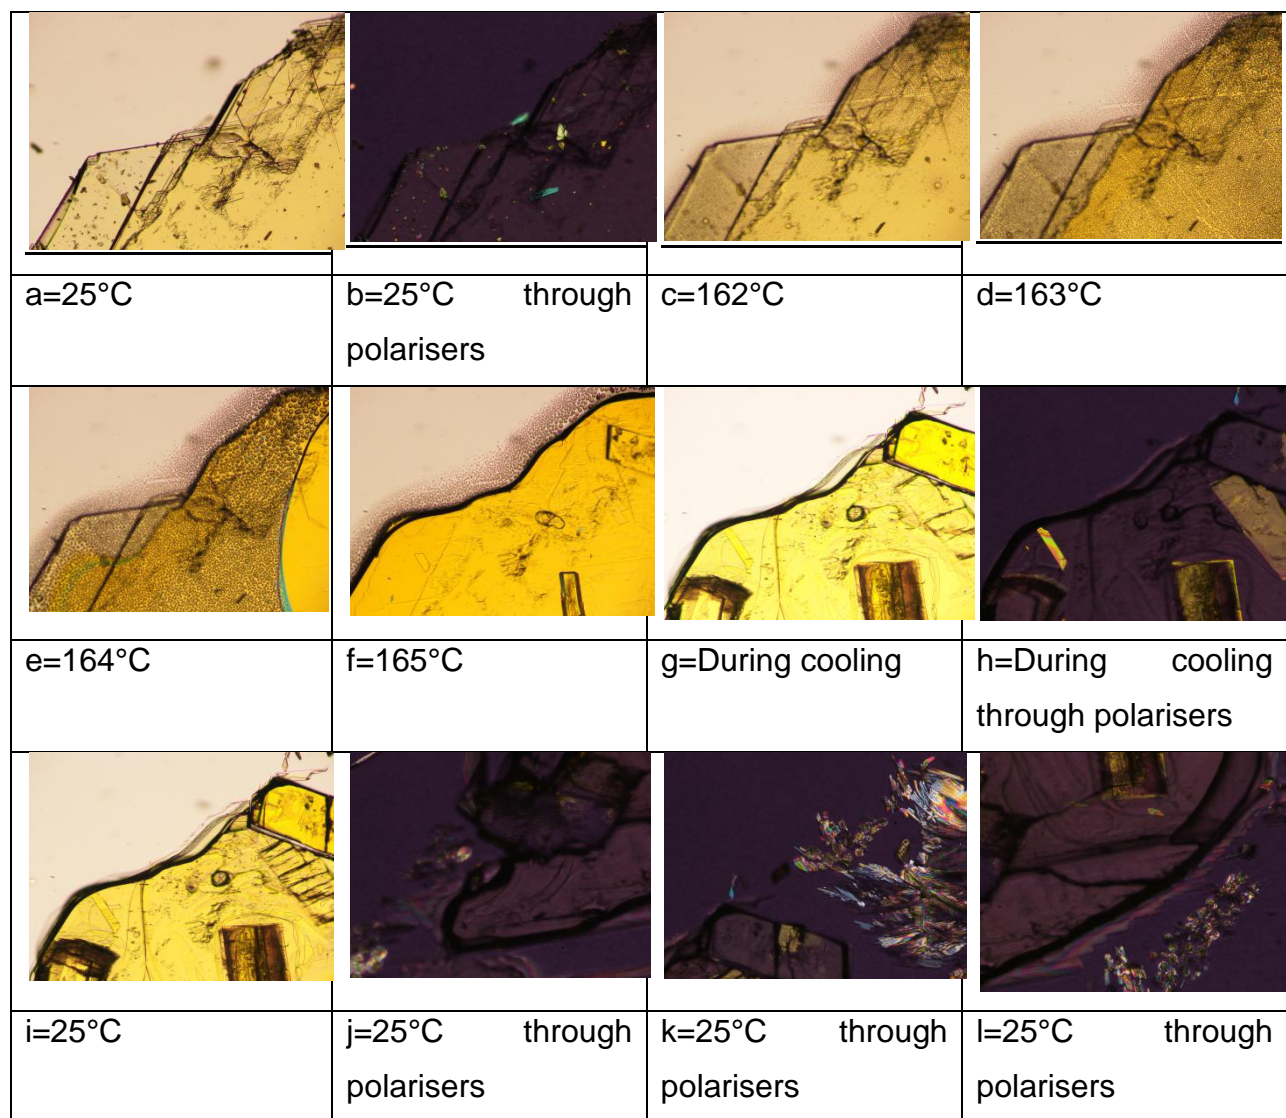 a=25°C
b=25°C through
polarisers
c=162°C
d=163°C
e=164°C
f=165°C
g=During cooling
h=During cooling
through polarisers
i=25°C
j=25°C through
polarisers
k=25°C through
polarisers
l=25°C through
polarisers